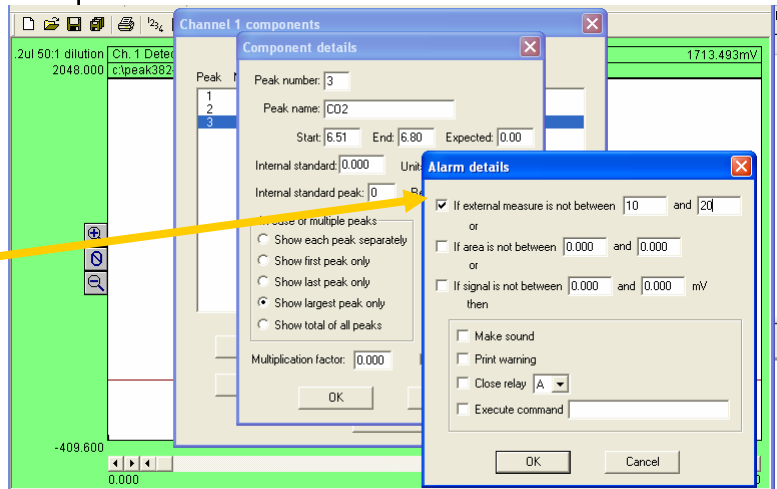 Channel 1 components
.2ul 50:1 dilution
Ch. 1
1713.493mV
2048.000
c:\peak382-
Peak
1
2
3
Component details
Peak number: 3
Peak name: CO2
Start: 6.51 End: 6.80 Expected: 0.00
Internal standard: 0.000
Internal standard peak: 0
In case of multiple peaks
Show each peak separately
Show first peak only
Show last peak only
Show largest peak only
Show total of all peaks
Multiplication factor: 0.000
OK
Alarm details
If external measure is not between 10 and 20
or
If area is not between 0.000 and 0.000
or
If signal is not between 0.000 and 0.000 mV
then
Make sound
Print warning
Close relay A
Execute command
OK Cancel
-409.600
0.000